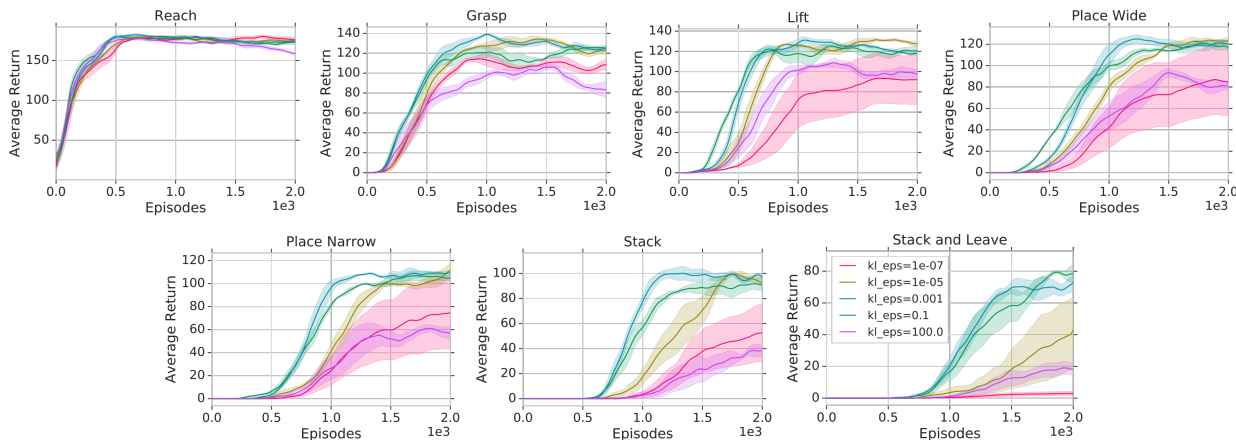 Reach
Average Return
150
100
50
0.0 0.5 1.0 1.5 2.0
Episodes 1e3
Grasp
Average Return
140
120
100
80
60
40
20
0
0.0 0.5 1.0 1.5 2.0
Episodes 1e3
Lift
Average Return
140
120
100
80
60
40
20
0
0.0 0.5 1.0 1.5 2.0
Episodes 1e3
Place Wide
Average Return
120
100
80
60
40
20
0
0.0 0.5 1.0 1.5 2.0
Episodes 1e3
Place Narrow
Average Return
120
100
80
60
40
20
0
0.0 0.5 1.0 1.5 2.0
Episodes 1e3
Stack
Average Return
100
80
60
40
20
0
0.0 0.5 1.0 1.5 2.0
Episodes 1e3
Stack and Leave
Average Return
80
60
40
20
0
kl_eps=1e-07
kl_eps=1e-05
kl_eps=0.001
kl_eps=0.1
kl_eps=100.0
0.0 0.5 1.0 1.5 2.0
Episodes 1e3